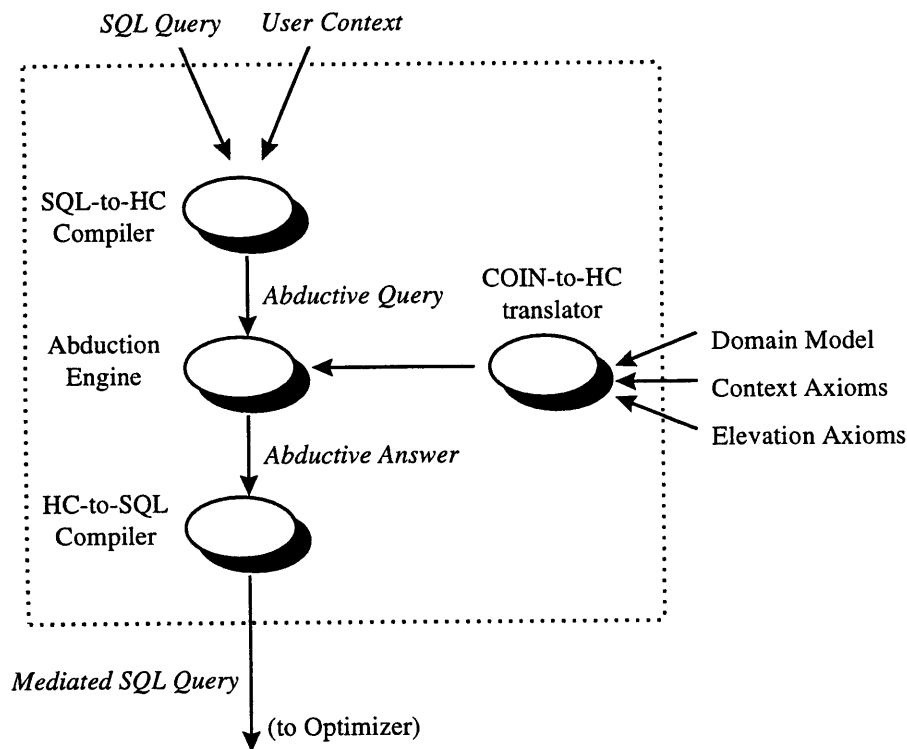 SQL Query
User Context
SQL-to-HC
Compiler
Abductive Query
COIN-to-HC
translator
Abduction
Engine
Domain Model
Context Axioms
Elevation Axioms
Abductive Answer
HC-to-SQL
Compiler
Mediated SQL Query
(to Optimizer)